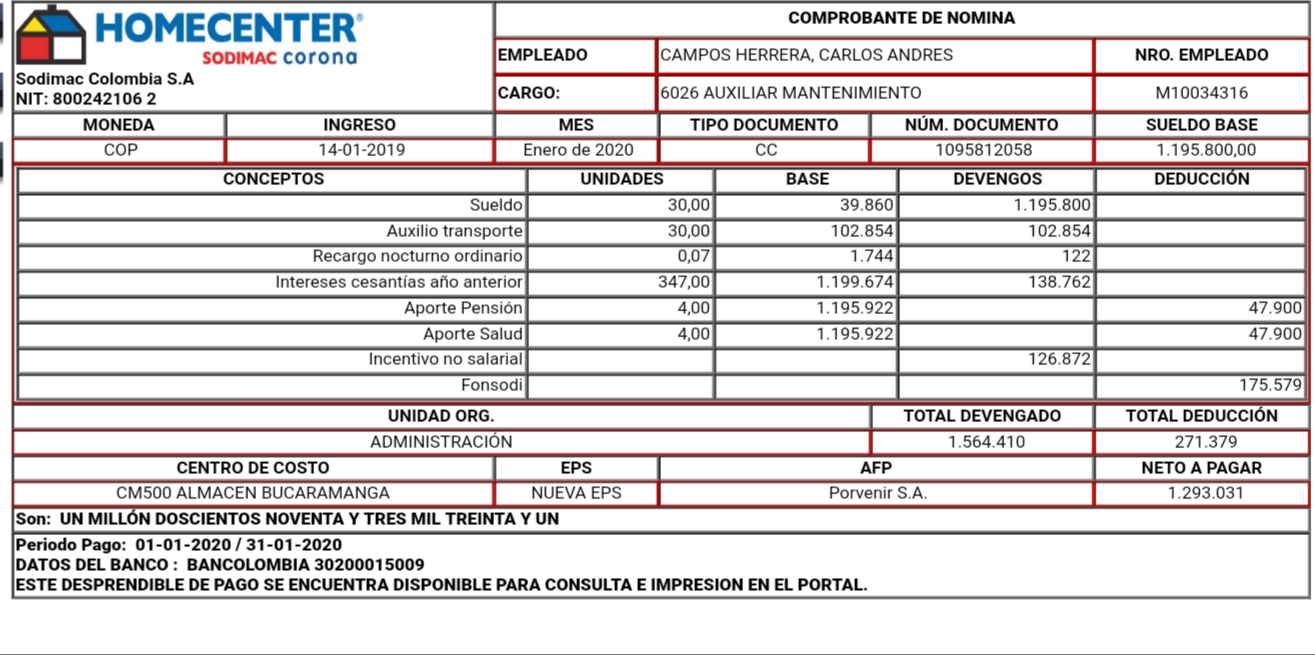 HOMECENTER®
SODIMAC corona
Sodimac Colombia S.A
NIT: 800242106 2
COMPROBANTE DE NOMINA
EMPLEADO CAMPOS HERRERA, CARLOS ANDRES NRO. EMPLEADO
CARGO: 6026 AUXILIAR MANTENIMIENTO M10034316
MONEDA INGRESO MES TIPO DOCUMENTO NÚM. DOCUMENTO SUELDO BASE
COP 14-01-2019 Enero de 2020 CC 1095812058 1.195.800,00
CONCEPTOS UNIDADES BASE DEVENGOS DEDUCCIÓN
Sueldo 30,00 39.860 1.195.800
Auxilio transporte 30,00 102.854 102.854
Recargo nocturno ordinario 0,07 1.744 122
Intereses cesantías año anterior 347,00 1.199.674 138.762
Aporte Pensión 4,00 1.195.922 47.900
Aporte Salud 4,00 1.195.922 47.900
Incentivo no salarial 126.872
Fonsodi 175.579
UNIDAD ORG. TOTAL DEVENGADO TOTAL DEDUCCIÓN
ADMINISTRACIÓN 1.564.410 271.379
CENTRO DE COSTO EPS AFP NETO A PAGAR
CM500 ALMACEN BUCARAMANGA NUEVA EPS Porvenir S.A. 1.293.031
Son: UN MILLÓN DOSCIENTOS NOVENTA Y TRES MIL TREINTA Y UN
Periodo Pago: 01-01-2020 / 31-01-2020
DATOS DEL BANCO : BANCOLOMBIA 30200015009
ESTE DESPRENDIBLE DE PAGO SE ENCUENTRA DISPONIBLE PARA CONSULTA E IMPRESION EN EL PORTAL.